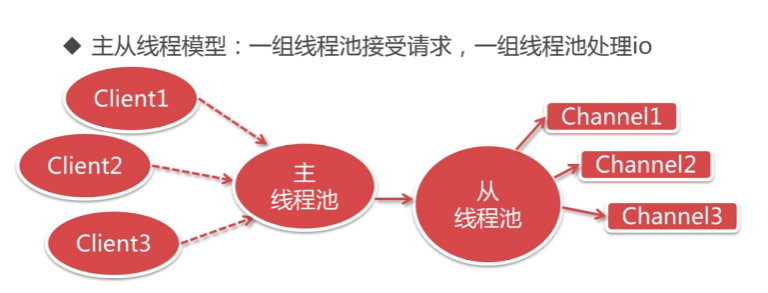 ◆ 主从线程模型：一组线程池接受请求，一组线程池处理io
Client1
Client2
Client3
主
线程池
从
线程池
Channel1
Channel2
Channel3